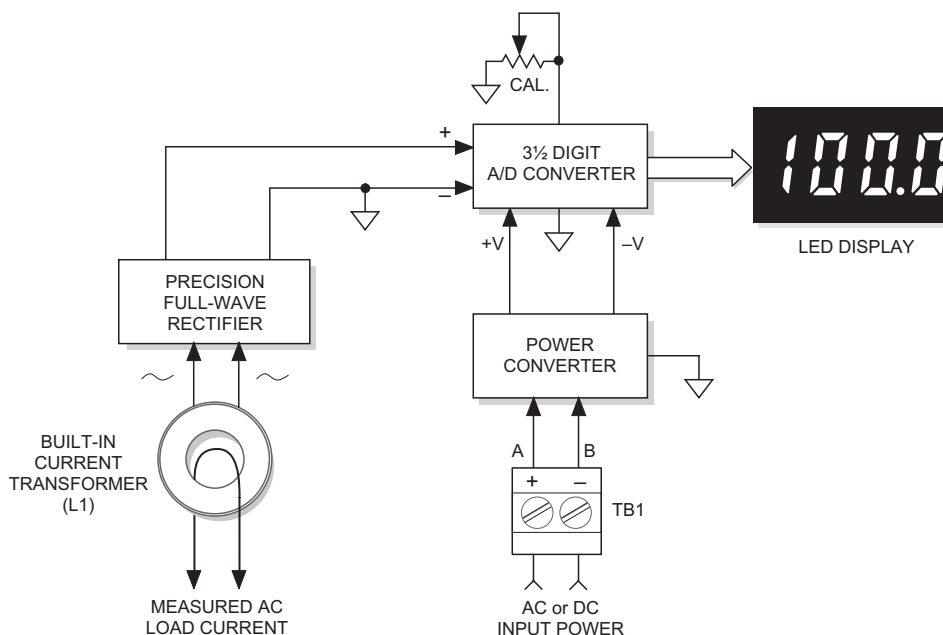 CAL.
+
–
3½ DIGIT
A/D CONVERTER
100.0
LED DISPLAY
+V
–V
PRECISION
FULL-WAVE
RECTIFIER
POWER
CONVERTER
BUILT-IN
CURRENT
TRANSFORMER
(L1)
A
B
+
–
TB1
MEASURED AC
LOAD CURRENT
AC or DC
INPUT POWER